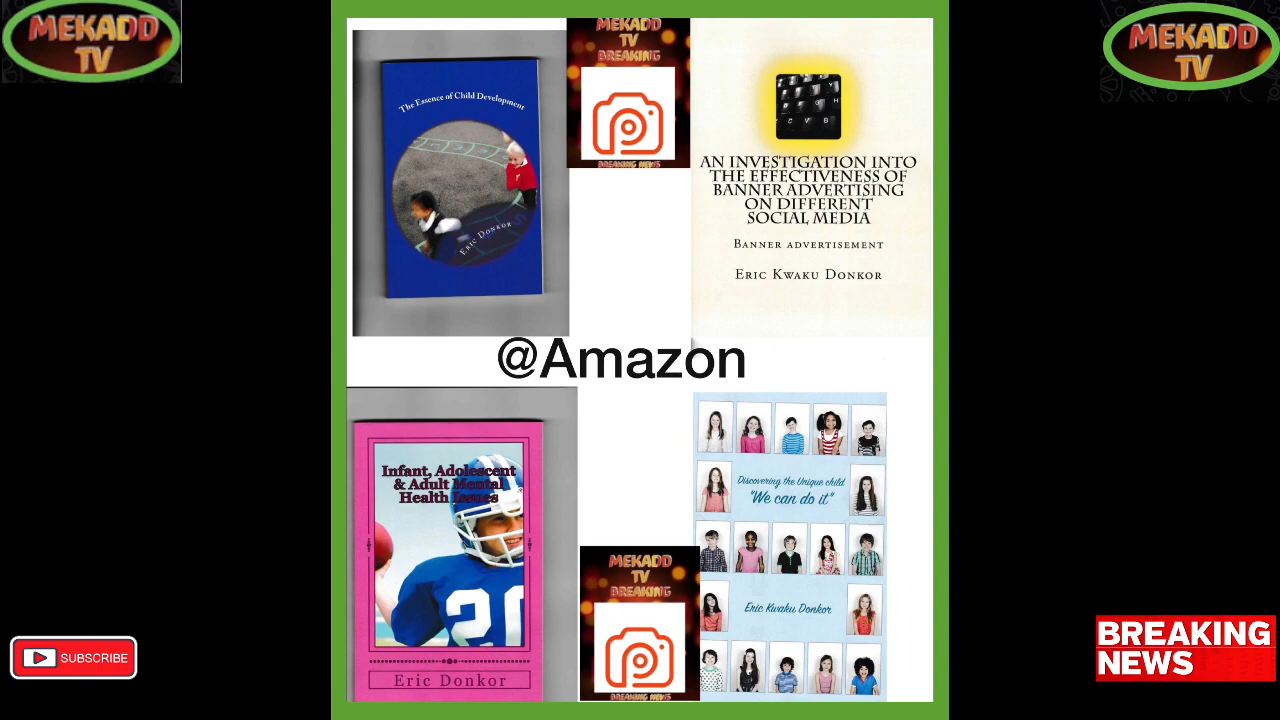 MEKADD
TV
MEKADD
TV
BREAKING
BREAKING NEWS
MEKADD
TV
The Essence of Child Development
Eric Donkor
Y
G H
C V B
AN INVESTIGATION INTO
THE EFFECTIVENESS OF
BANNER ADVERTISING
ON DIFFERENT
SOCIAL MEDIA
BANNER ADVERTISEMENT
ERIC KWAKU DONKOR
@Amazon
Infant, Adolescent
& Adult Mental
Health Issues
20
Eric Donkor
Discovering the Unique child
"We can do it"
Eric Kwaku Donkor
MEKADD
TV
BREAKING
BREAKING NEWS
SUBSCRIBE
BREAKING
NEWS